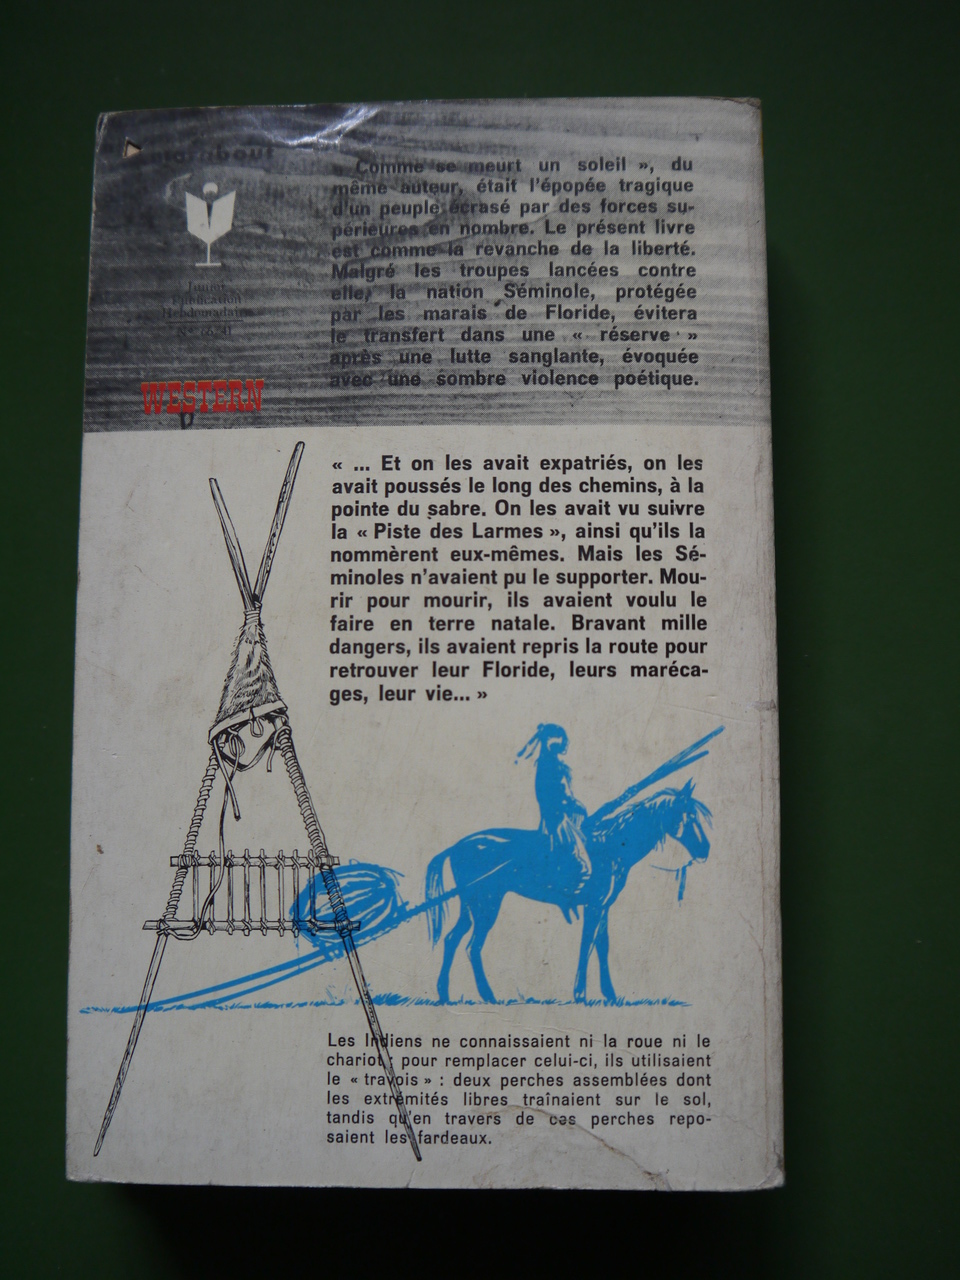 marabout
« Comme se meurt un soleil », du
même auteur, était l'épopée tragique
d'un peuple écrasé par des forces su-
périeures en nombre. Le présent livre
est comme la revanche de la liberté.
Malgré les troupes lancées contre
elle, la nation Séminole, protégée
par les marais de Floride, évitera
le transfert dans une « réserve »
après une lutte sanglante, évoquée
avec une sombre violence poétique.
Publication
Hebdomadaire
WESTERN
« ... Et on les avait expatriés, on les
avait poussés le long des chemins, à la
pointe du sabre. On les avait vu suivre
la « Piste des Larmes », ainsi qu'ils la
nommèrent eux-mêmes. Mais les Sé-
minoles n'avaient pu le supporter. Mou-
rir pour mourir, ils avaient voulu le
faire en terre natale. Bravant mille
dangers, ils avaient repris la route pour
retrouver leur Floride, leurs maréca-
ges, leur vie... »
Les Indiens ne connaissaient ni la roue ni le
chariot ; pour remplacer celui-ci, ils utilisaient
le « travois » : deux perches assemblées dont
les extrémités libres traînaient sur le sol,
tandis qu'en travers de ces perches repo-
saient les fardeaux.